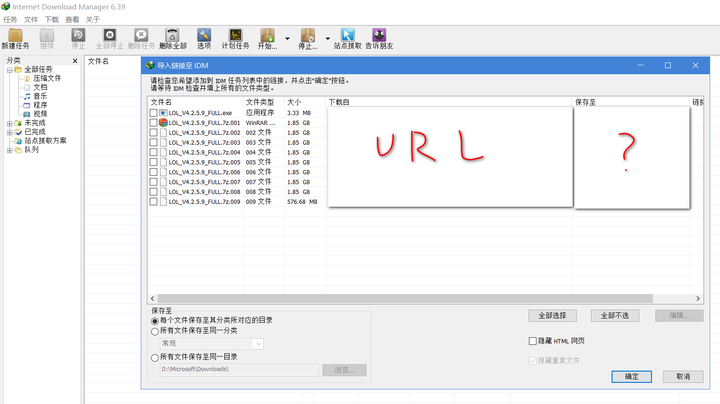 Internet Download Manager 6.39
任务 文件 下载 查看 关于
新建任务 继续 停止 全部停止 删除任务 删除全部 选项 计划任务 开始... 停止... 站点抓取 告诉朋友
分类 × 文件名
全部任务
压缩文件
文档
音乐
程序
视频
未完成
已完成
站点抓取方案
队列
导入链接至 IDM
请检查您希望添加到 IDM 任务列表中的链接，并点击"确定"按钮。
请等待 IDM 检查并填上所有的文件类型。
文件名 文件类型 大小 下载自 保存至 链接
LOL_V4.2.5.9_FULL.exe 应用程序 3.33 MB
LOL_V4.2.5.9_FULL.7z.001 WinRAR ... 1.85 GB
LOL_V4.2.5.9_FULL.7z.002 002 文件 1.85 GB
LOL_V4.2.5.9_FULL.7z.003 003 文件 1.85 GB
LOL_V4.2.5.9_FULL.7z.004 004 文件 1.85 GB
LOL_V4.2.5.9_FULL.7z.005 005 文件 1.85 GB
LOL_V4.2.5.9_FULL.7z.006 006 文件 1.85 GB
LOL_V4.2.5.9_FULL.7z.007 007 文件 1.85 GB
LOL_V4.2.5.9_FULL.7z.008 008 文件 1.85 GB
LOL_V4.2.5.9_FULL.7z.009 009 文件 576.68 MB
URL ?
保存至
每个文件保存至其分类所对应的目录
所有文件保存至同一分类
常规
所有文件保存至同一目录
D:\Microsoft\Downloads\ 浏览...
全部选择 全部不选 编辑...
隐藏 HTML 网页
隐藏重复文件
确定 取消